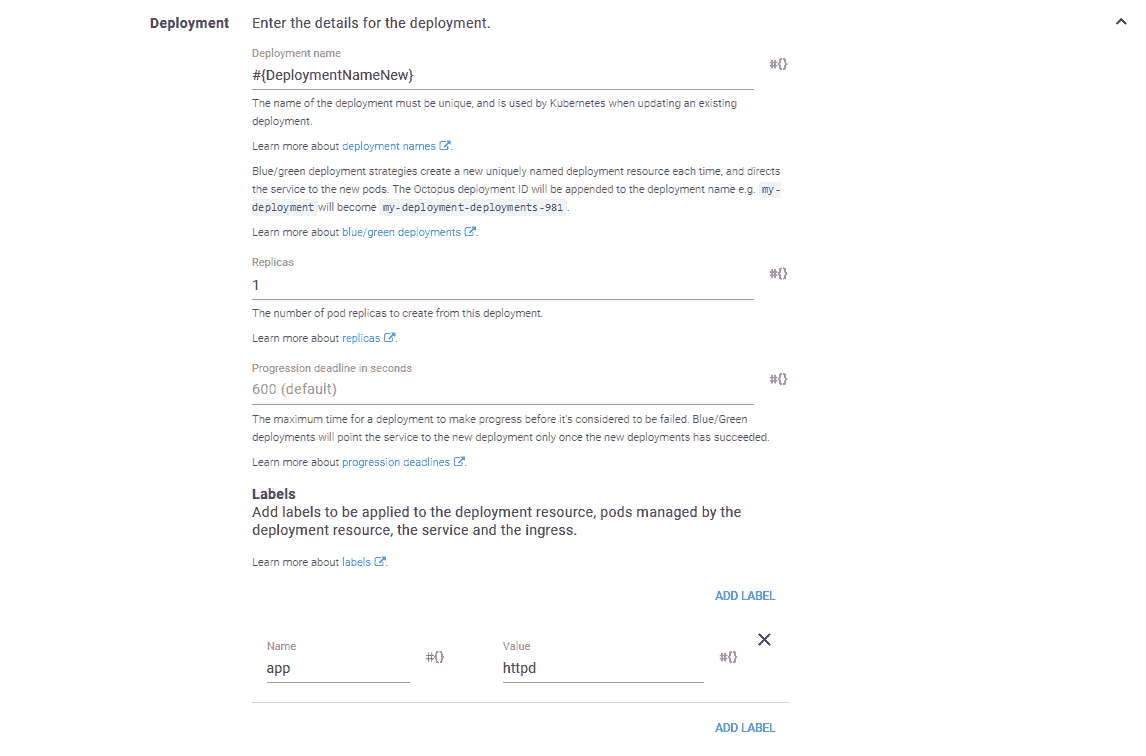 Deployment
Enter the details for the deployment.
Deployment name
#{DeploymentNameNew}
#{}
The name of the deployment must be unique, and is used by Kubernetes when updating an existing
deployment.
Learn more about deployment names.
Blue/green deployment strategies create a new uniquely named deployment resource each time, and directs
the service to the new pods. The Octopus deployment ID will be appended to the deployment name e.g. my-
deployment will become my-deployment-deployments-981.
Learn more about blue/green deployments.
Replicas
1
#{}
The number of pod replicas to create from this deployment.
Learn more about replicas.
Progression deadline in seconds
600 (default)
#{}
The maximum time for a deployment to make progress before it's considered to be failed. Blue/Green
deployments will point the service to the new deployment only once the new deployments has succeeded.
Learn more about progression deadlines.
Labels
Add labels to be applied to the deployment resource, pods managed by the
deployment resource, the service and the ingress.
Learn more about labels.
ADD LABEL
Name
app
#{}
Value
httpd
#{}
ADD LABEL